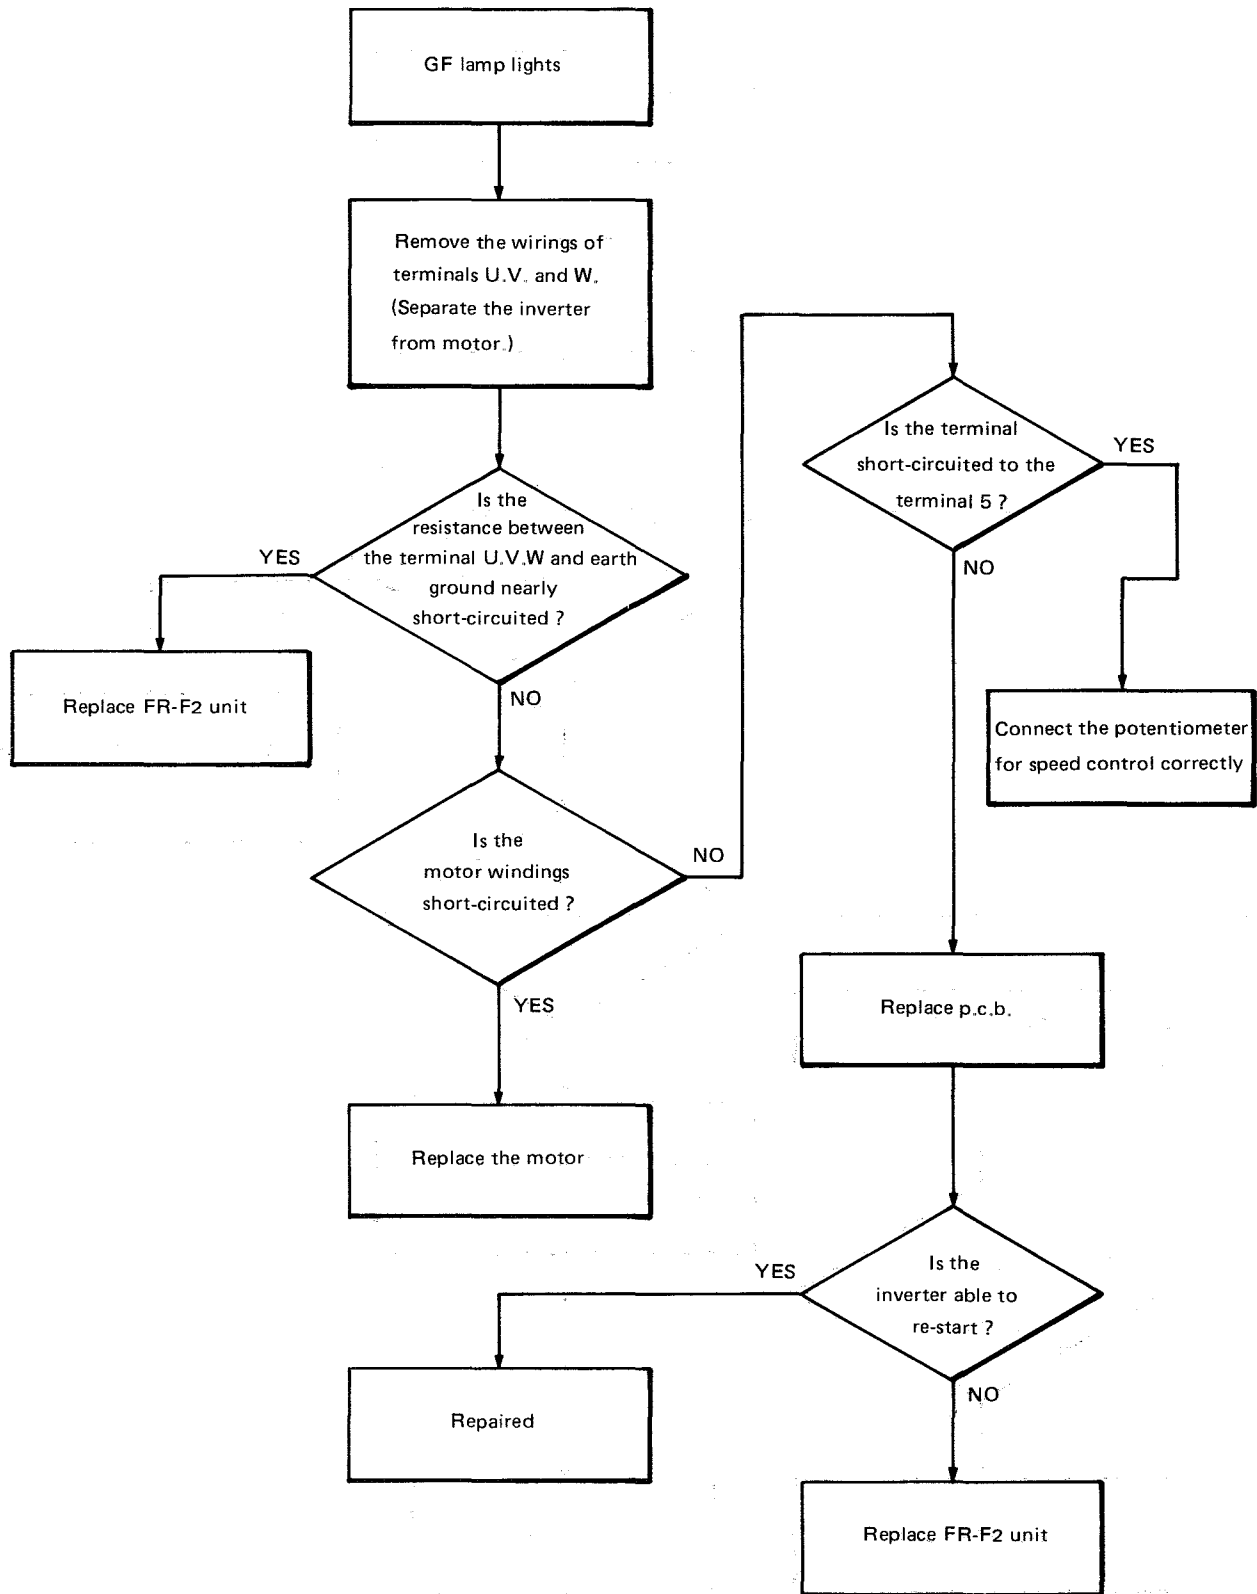 GF lamp lights
Remove the wirings of
terminals U.V. and W.
(Separate the inverter
from motor.)
Is the
resistance between
the terminal U.V.W and earth
ground nearly
short-circuited ?
YES
Replace FR-F2 unit
NO
Is the
motor windings
short-circuited ?
NO
YES
Replace the motor
Is the terminal
short-circuited to the
terminal 5 ?
YES
NO
Connect the potentiometer
for speed control correctly
Replace p.c.b.
Is the
inverter able to
re-start ?
YES
Repaired
NO
Replace FR-F2 unit